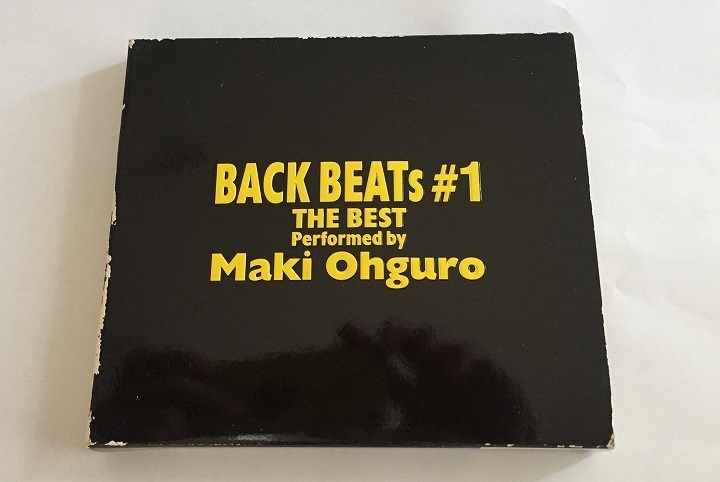 BACK BEATs #1
THE BEST
Performed by
Maki Ohguro